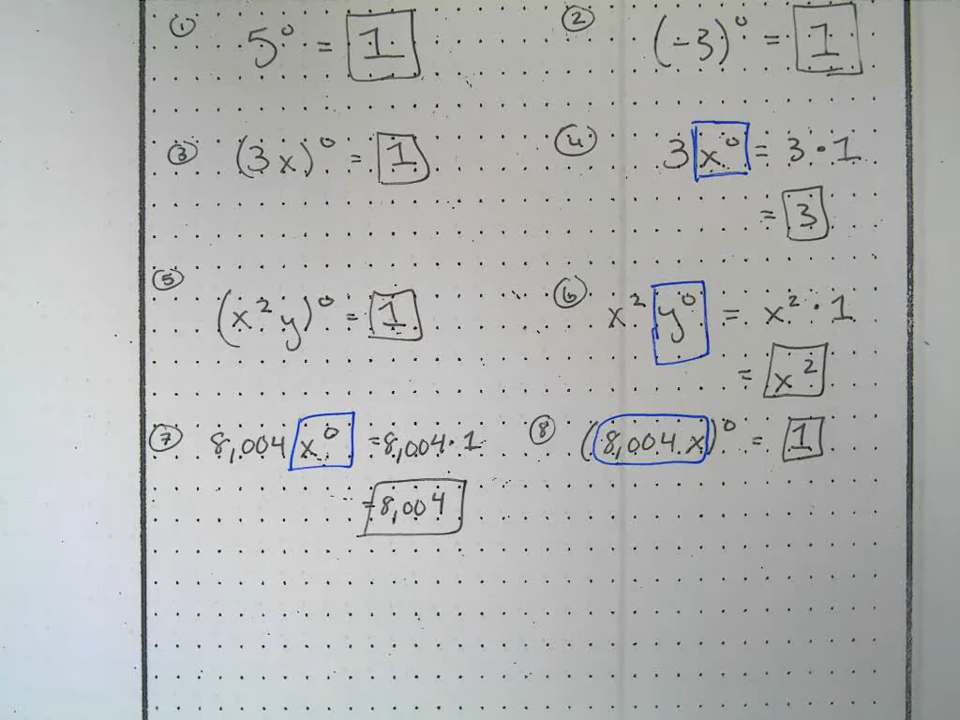 ① 5⁰ = 1
② (-3)⁰ = 1
③ (3x)⁰ = 1
④ 3x⁰ = 3·1
= 3
⑤ (x²y)⁰ = 1
⑥ x²y⁰ = x²·1
= x²
⑦ 8,004x⁰ = 8,004·1
= 8,004
⑧ (8,004x)⁰ = 1